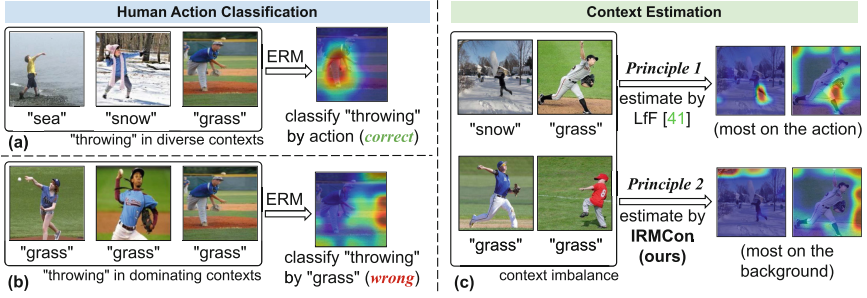 Human Action Classification
ERM
"sea"
"snow"
"grass"
(a)
"throwing" in diverse contexts
classify "throwing"
by action (correct)
ERM
"grass"
"grass"
"grass"
(b)
"throwing" in dominating contexts
classify "throwing"
by "grass" (wrong)
Context Estimation
"snow"
"grass"
Principle 1
estimate by
LfF [41]
(most on the action)
"grass"
"grass"
(c)
context imbalance
Principle 2
estimate by
IRMCon
(ours)
(most on the
background)